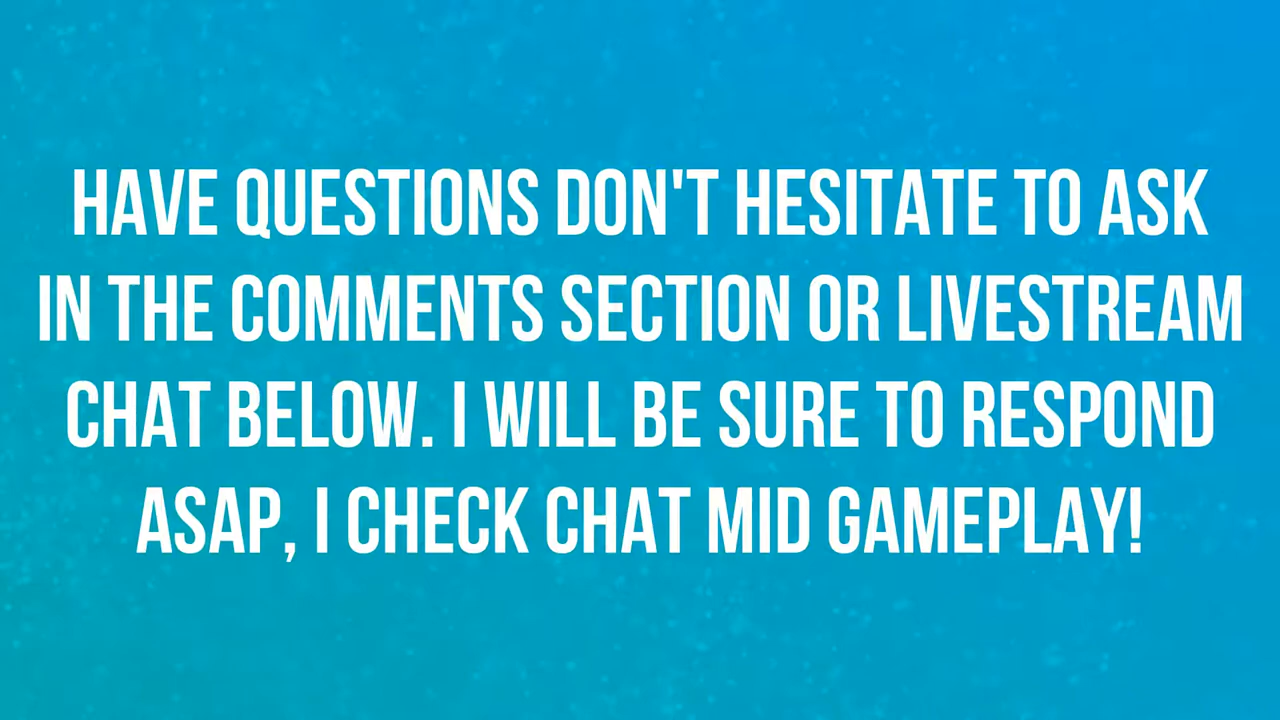 HAVE QUESTIONS DON'T HESITATE TO ASK
IN THE COMMENTS SECTION OR LIVESTREAM
CHAT BELOW. I WILL BE SURE TO RESPOND
ASAP, I CHECK CHAT MID GAMEPLAY!